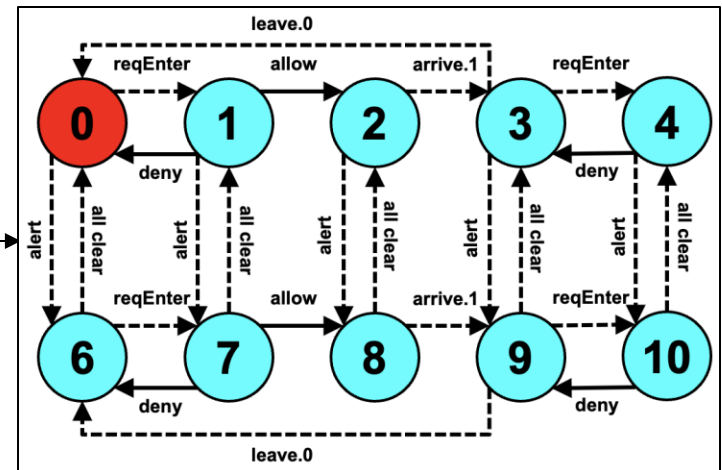 leave.0
reqEnter allow arrive.1 reqEnter
0 1 2 3 4
deny deny
alert all clear alert all clear alert all clear alert all clear alert all clear
reqEnter allow arrive.1 reqEnter
6 7 8 9 10
deny deny
leave.0